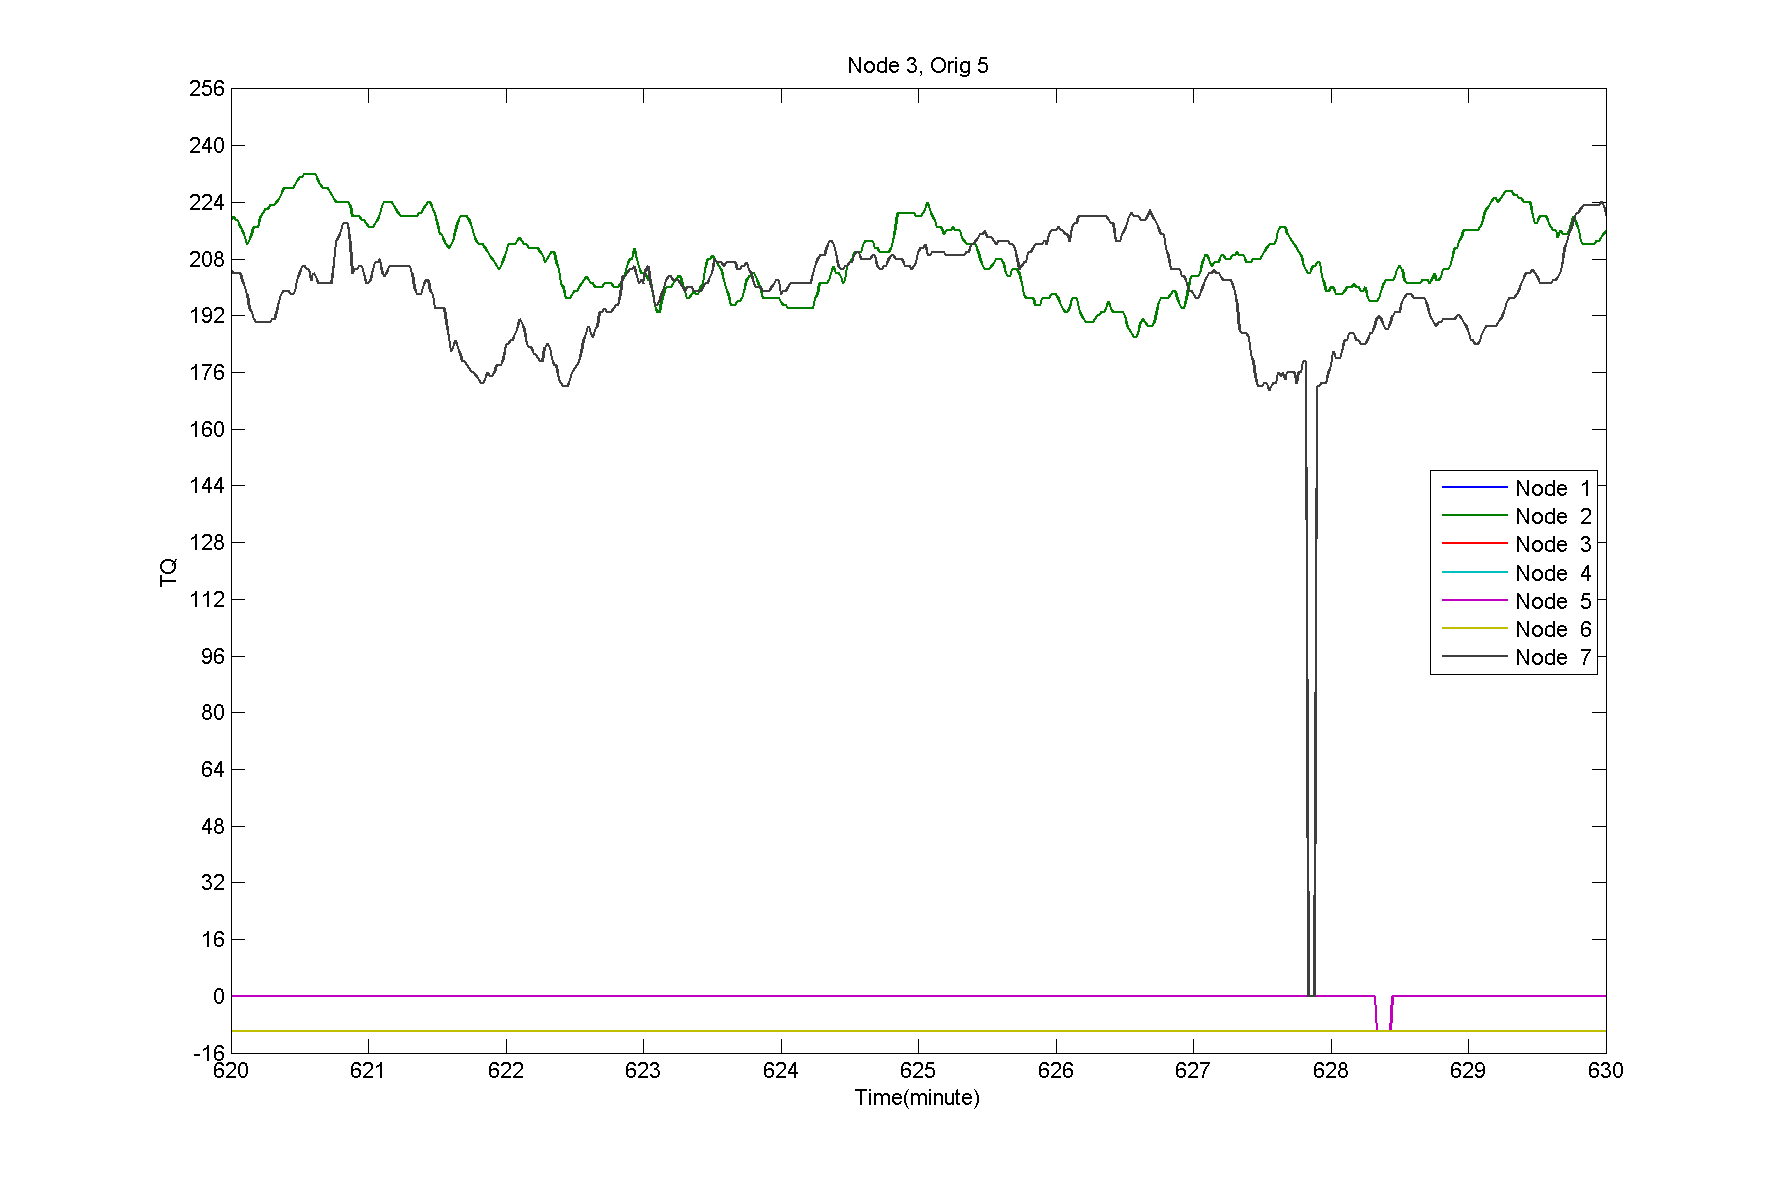 Node 3, Orig 5
256
240
224
208
192
176
160
144
128
112
96
80
64
48
32
16
0
-16
TQ
Node 1
Node 2
Node 3
Node 4
Node 5
Node 6
Node 7
620 621 622 623 624 625 626 627 628 629 630
Time(minute)